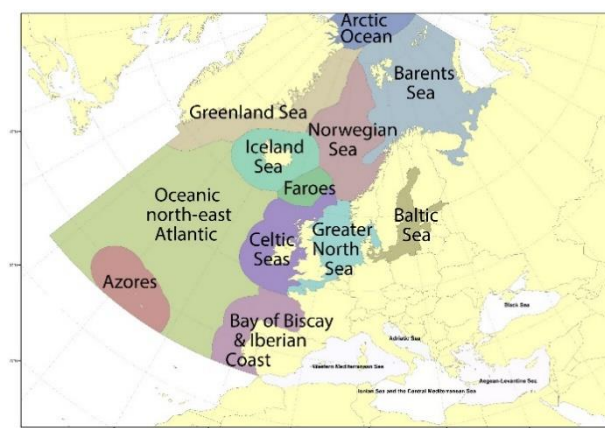 Arctic
Ocean
Barents
Sea
Greenland Sea
Norwegian
Sea
Iceland
Sea
Faroes
Oceanic
north-east
Atlantic
Celtic
Seas
Greater
North
Sea
Baltic
Sea
Azores
Bay of Biscay
& Iberian
Coast
Black Sea
Adriatic Sea
Western Mediterranean Sea
Aegean-Levantine Sea
Ionian Sea and the Central Mediterranean Sea